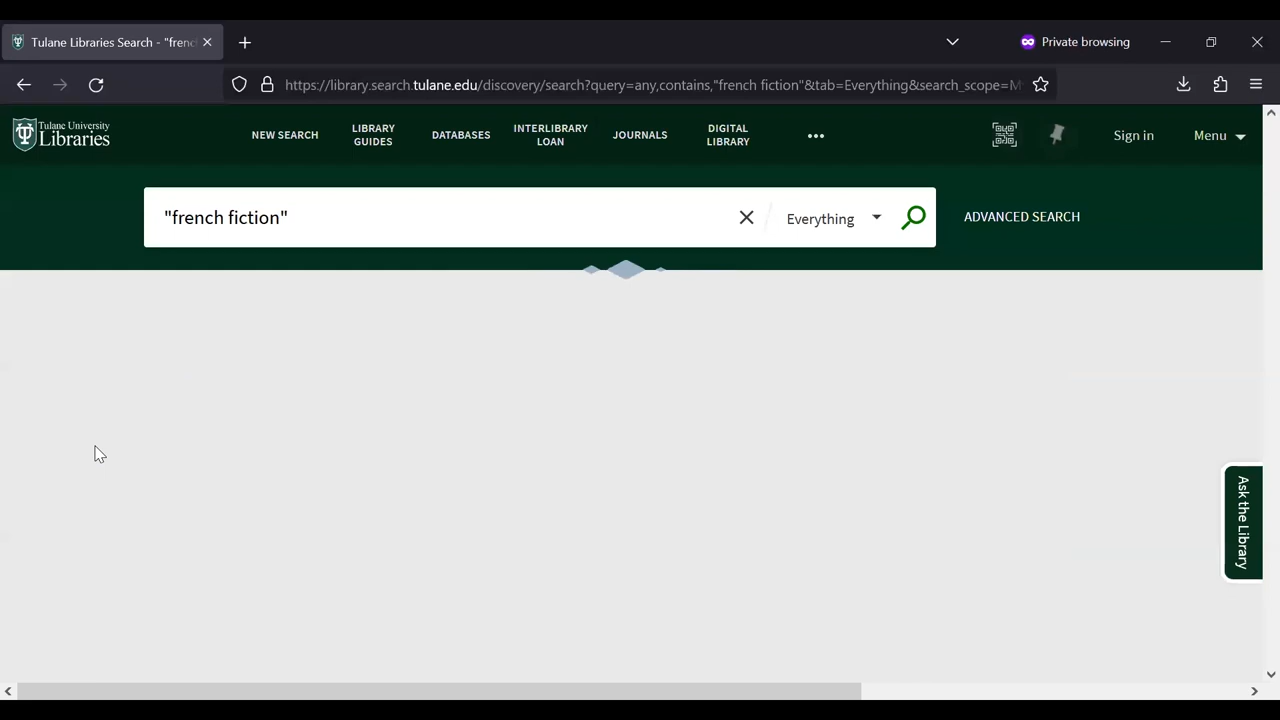 Tulane Libraries Search - "frenc
Private browsing
https://library.search.tulane.edu/discovery/search?query=any,contains,"french fiction"&tab=Everything&search_scope=M
Tulane University
Libraries
NEW SEARCH
LIBRARY
GUIDES
DATABASES
INTERLIBRARY
LOAN
JOURNALS
DIGITAL
LIBRARY
Sign in
Menu
"french fiction"
Everything
ADVANCED SEARCH
Ask the Library